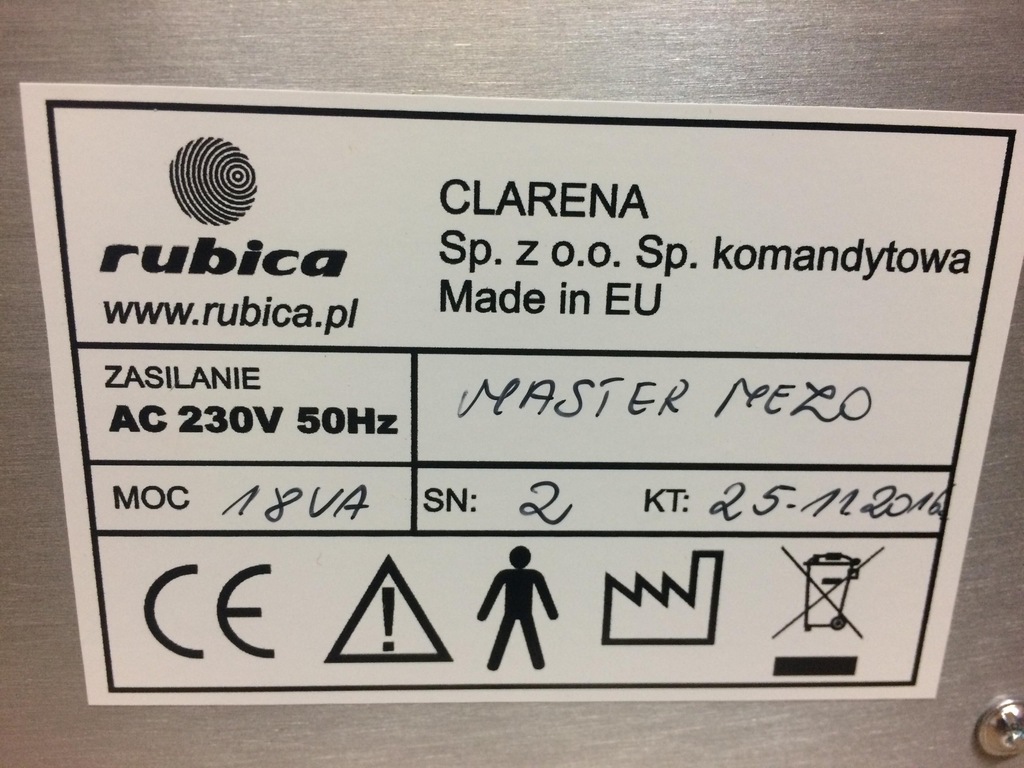 rubica
www.rubica.pl
CLARENA
Sp. z o.o. Sp. komandytowa
Made in EU
ZASILANIE
AC 230V 50Hz
MASTER MEZO
MOC 18VA
SN: 2 KT: 25-11 2016
CE